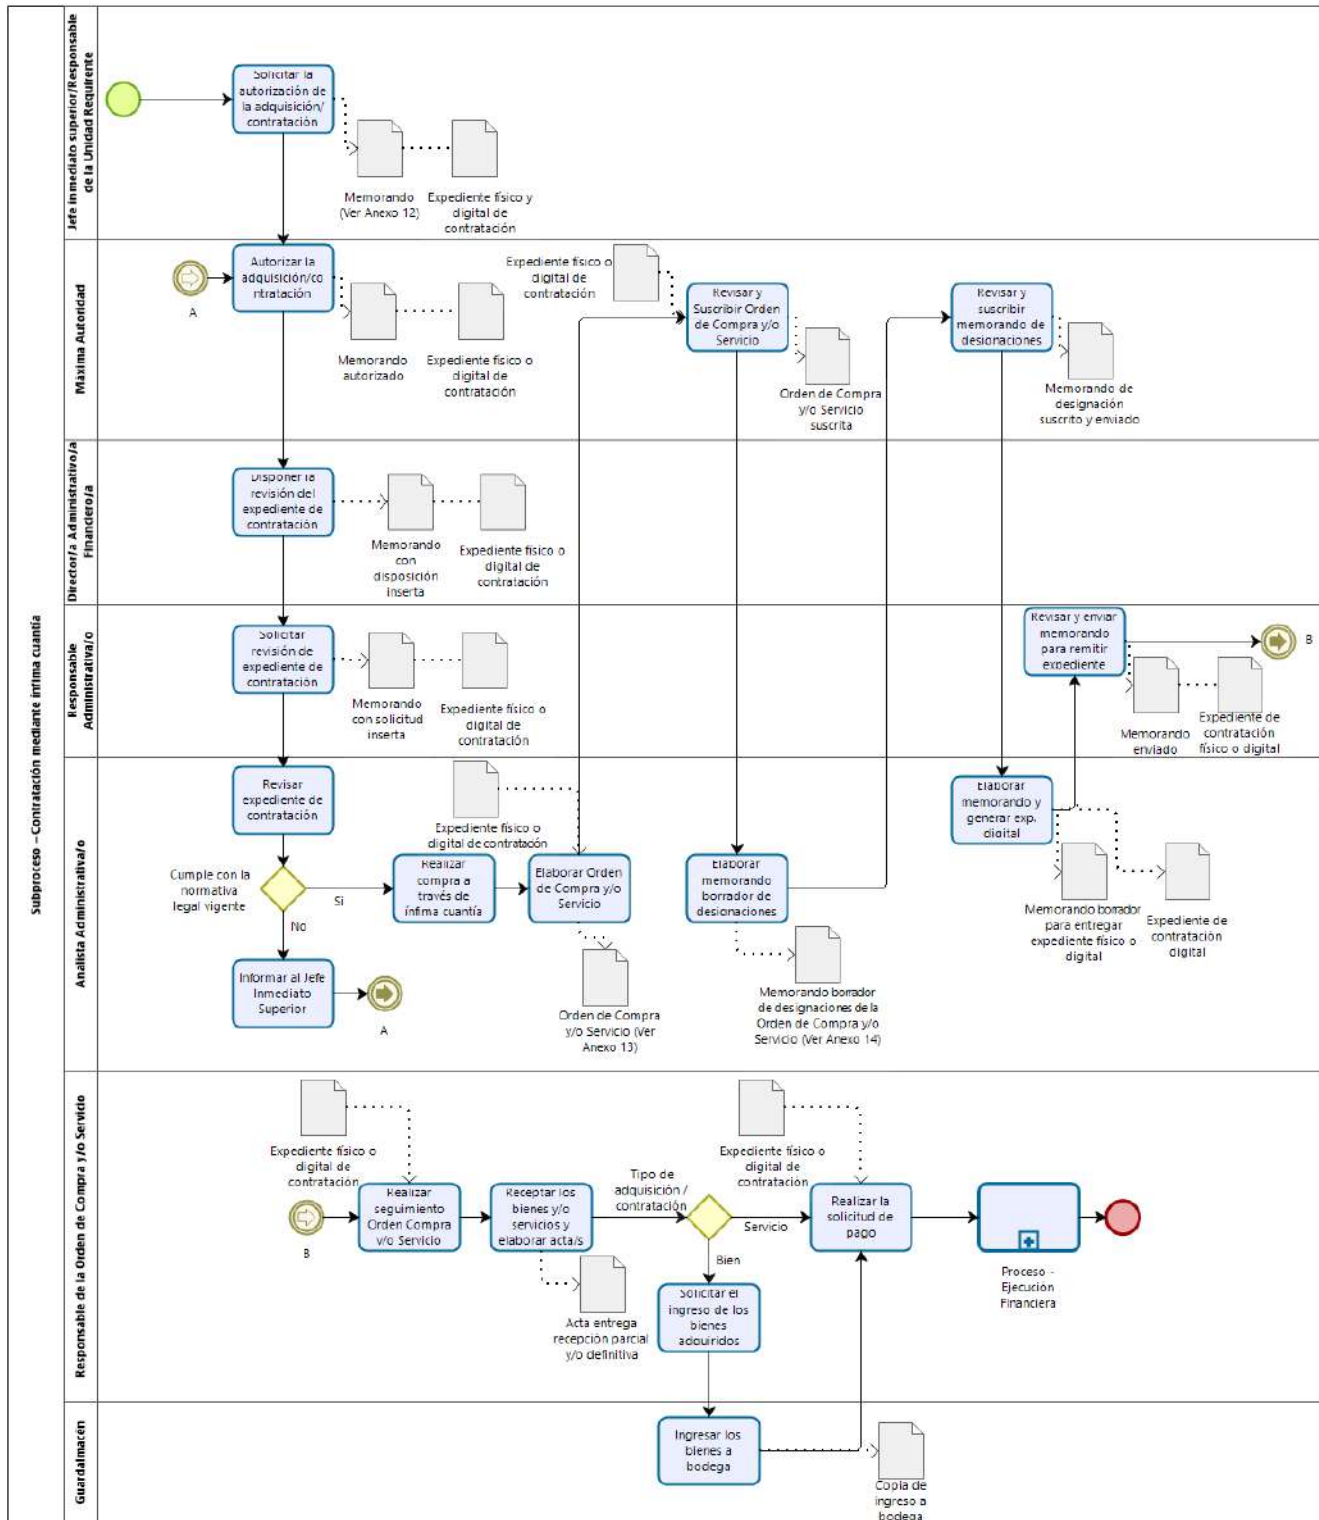 Subproceso – Contratación mediante ínfima cuantía
Jefe inmediato superior/Responsable
de la Unidad Requirente
Solicitar la
autorización de
la adquisición/
contratación
Memorando
(Ver Anexo 12)
Expediente físico y
digital de
contratación
Máxima Autoridad
A
Autorizar la
adquisición/co
ntratación
Memorando
autorizado
Expediente físico o
digital de
contratación
Expediente físico o
digital de
contratación
Revisar y
Suscribir Orden
de Compra y/o
Servicio
Orden de Compra
y/o Servicio
suscrita
Revisar y
suscribir
memorando de
designaciones
Memorando de
designación
suscrito y enviado
Director/a Administrativo/a
Financiero/a
Disponer la
revisión del
expediente de
contratación
Memorando
con
disposición
inserta
Expediente físico o
digital de
contratación
Responsable
Administrativa/o
Solicitar
revisión de
expediente de
contratación
Memorando
con solicitud
inserta
Expediente físico o
digital de
contratación
Revisar y enviar
memorando
para remitir
expediente
B
Memorando
enviado
Expediente de
contratación
físico o digital
Analista Administrativa/o
Revisar
expediente de
contratación
Cumple con la
normativa
legal vigente
Si
No
Informar al Jefe
Inmediato
Superior
A
Expediente físico o
digital de contratación
Realizar
compra a
través de
ínfima cuantía
Elaborar Orden
de Compra y/o
Servicio
Orden de Compra
y/o Servicio (Ver
Anexo 13)
Elaborar
memorando
borrador de
designaciones
Memorando borrador
de designaciones de la
Orden de Compra y/o
Servicio (Ver Anexo 14)
Elaborar
memorando y
generar exp.
digital
Memorando borrador
para entregar
expediente físico o
digital
Expediente de
contratación
digital
Responsable de la Orden de Compra y/o Servicio
Expediente físico o
digital de
contratación
B
Realizar
seguimiento
Orden Compra
y/o Servicio
Receptar los
bienes y/o
servicios y
elaborar acta/s
Acta entrega
recepción parcial
y/o definitiva
Tipo de
adquisición /
contratación
Servicio
Bien
Solicitar el
ingreso de los
bienes
adquiridos
Expediente físico o
digital de
contratación
Realizar la
solicitud de
pago
Proceso -
Ejecución
Financiera
Guardalmacén
Ingresar los
bienes a
bodega
Copia de
ingreso a
bodega